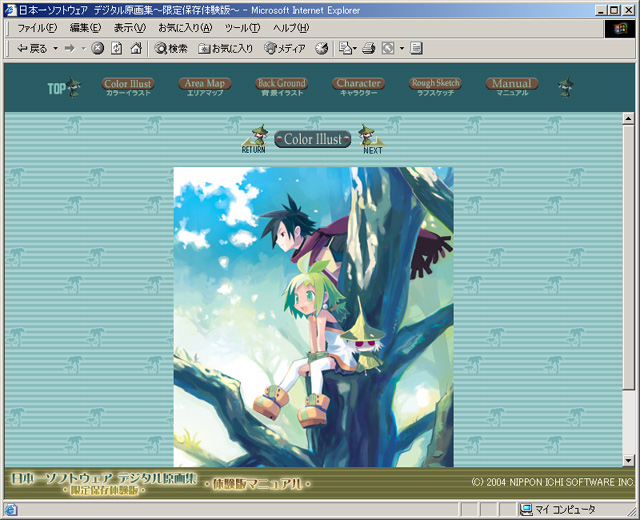 日本一ソフトウェア デジタル原画集～限定保存体験版～ - Microsoft Internet Explorer
ファイル(F) 編集(E) 表示(V) お気に入り(A) ツール(T) ヘルプ(H)
戻る 検索 お気に入り メディア
TOP Color Illust Area Map Back Ground Character Rough Sketch Manual
カラーイラスト エリアマップ 背景イラスト キャラクター ラフスケッチ マニュアル
Color Illust
RETURN NEXT
日本一ソフトウェア デジタル原画集
・限定保存体験版・
・体験版マニュアル・
(C) 2004 NIPPON ICHI SOFTWARE INC.
マイ コンピュータ